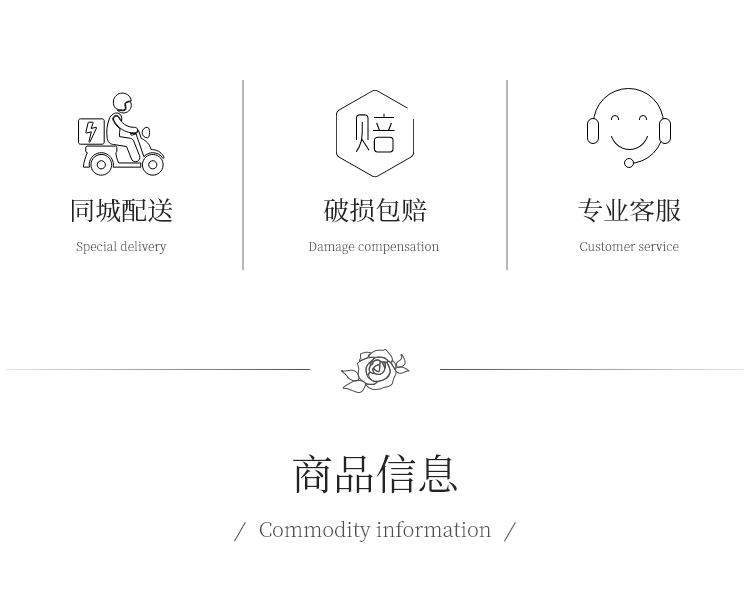 赔
同城配送
破损包赔
专业客服
Special delivery
Damage compensation
Customer service
商品信息
/ Commodity information /